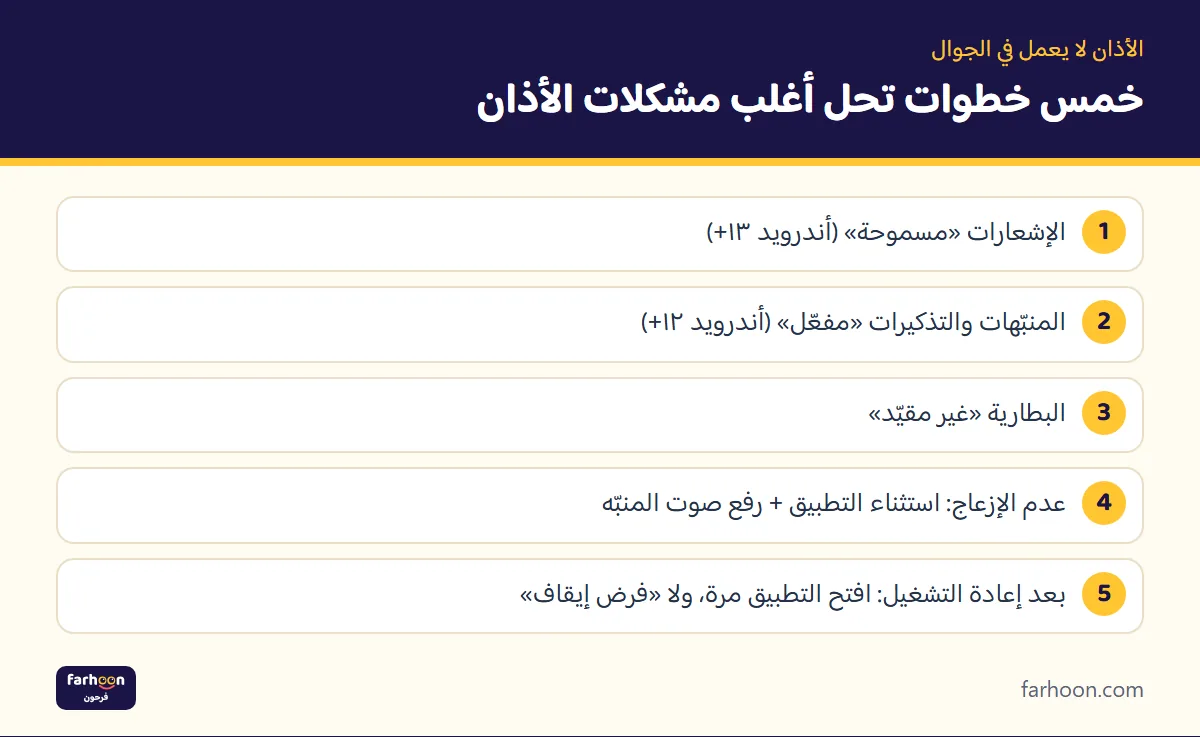 الأذان لا يعمل في الجوال
خمس خطوات تحل أغلب مشكلات الأذان
1 الإشعارات «مسموحة» (أندرويد ١٣+)
2 المنبّهات والتذكيرات «مفعّل» (أندرويد ١٢+)
3 البطارية «غير مقيّد»
4 عدم الإزعاج: استثناء التطبيق + رفع صوت المنبّه
5 بعد إعادة التشغيل: افتح التطبيق مرة، ولا «فرض إيقاف»
farhoon.com
farhoon
فرحون